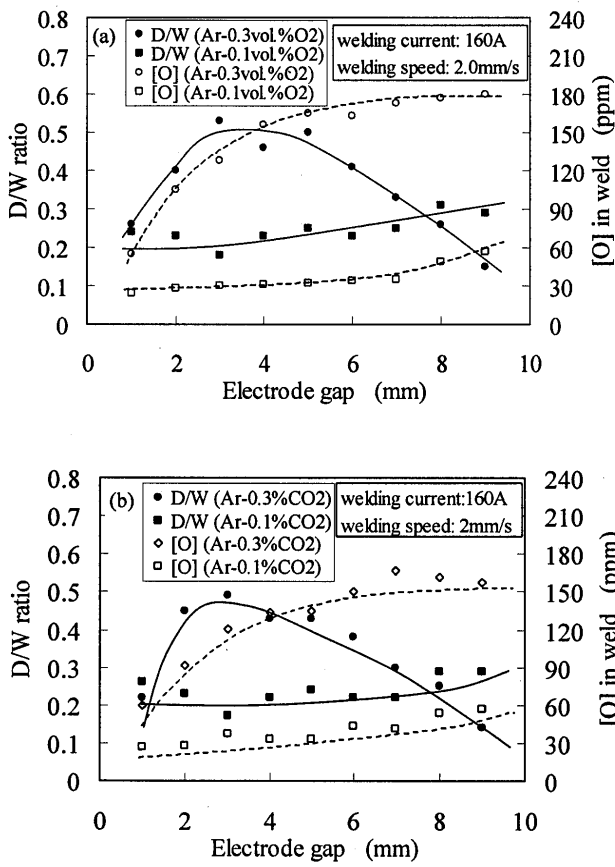 (a)
D/W (Ar-0.3vol.%O2)
D/W (Ar-0.1vol.%O2)
[O] (Ar-0.3vol.%O2)
[O] (Ar-0.1vol.%O2)
welding current: 160A
welding speed: 2.0mm/s
D/W ratio
0.8
0.7
0.6
0.5
0.4
0.3
0.2
0.1
0
240
210
180
150
120
90
60
30
0
[O] in weld (ppm)
0 2 4 6 8 10
Electrode gap (mm)
(b)
D/W (Ar-0.3%CO2)
D/W (Ar-0.1%CO2)
[O] (Ar-0.3%CO2)
[O] (Ar-0.1%CO2)
welding current:160A
welding speed: 2mm/s
D/W ratio
0.8
0.7
0.6
0.5
0.4
0.3
0.2
0.1
0
240
210
180
150
120
90
60
30
0
[O] in weld (ppm)
0 2 4 6 8 10
Electrode gap (mm)